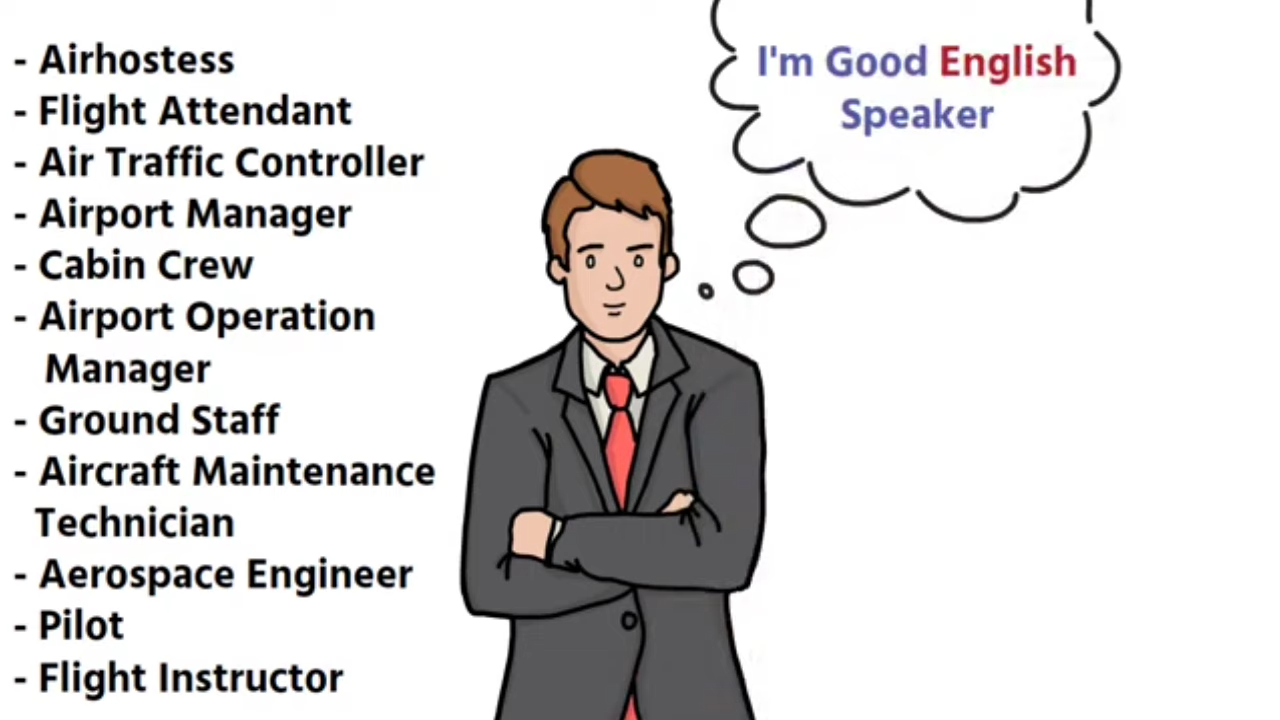 - Airhostess
- Flight Attendant
- Air Traffic Controller
- Airport Manager
- Cabin Crew
- Airport Operation
Manager
- Ground Staff
- Aircraft Maintenance
Technician
- Aerospace Engineer
- Pilot
- Flight Instructor
I'm Good English
Speaker